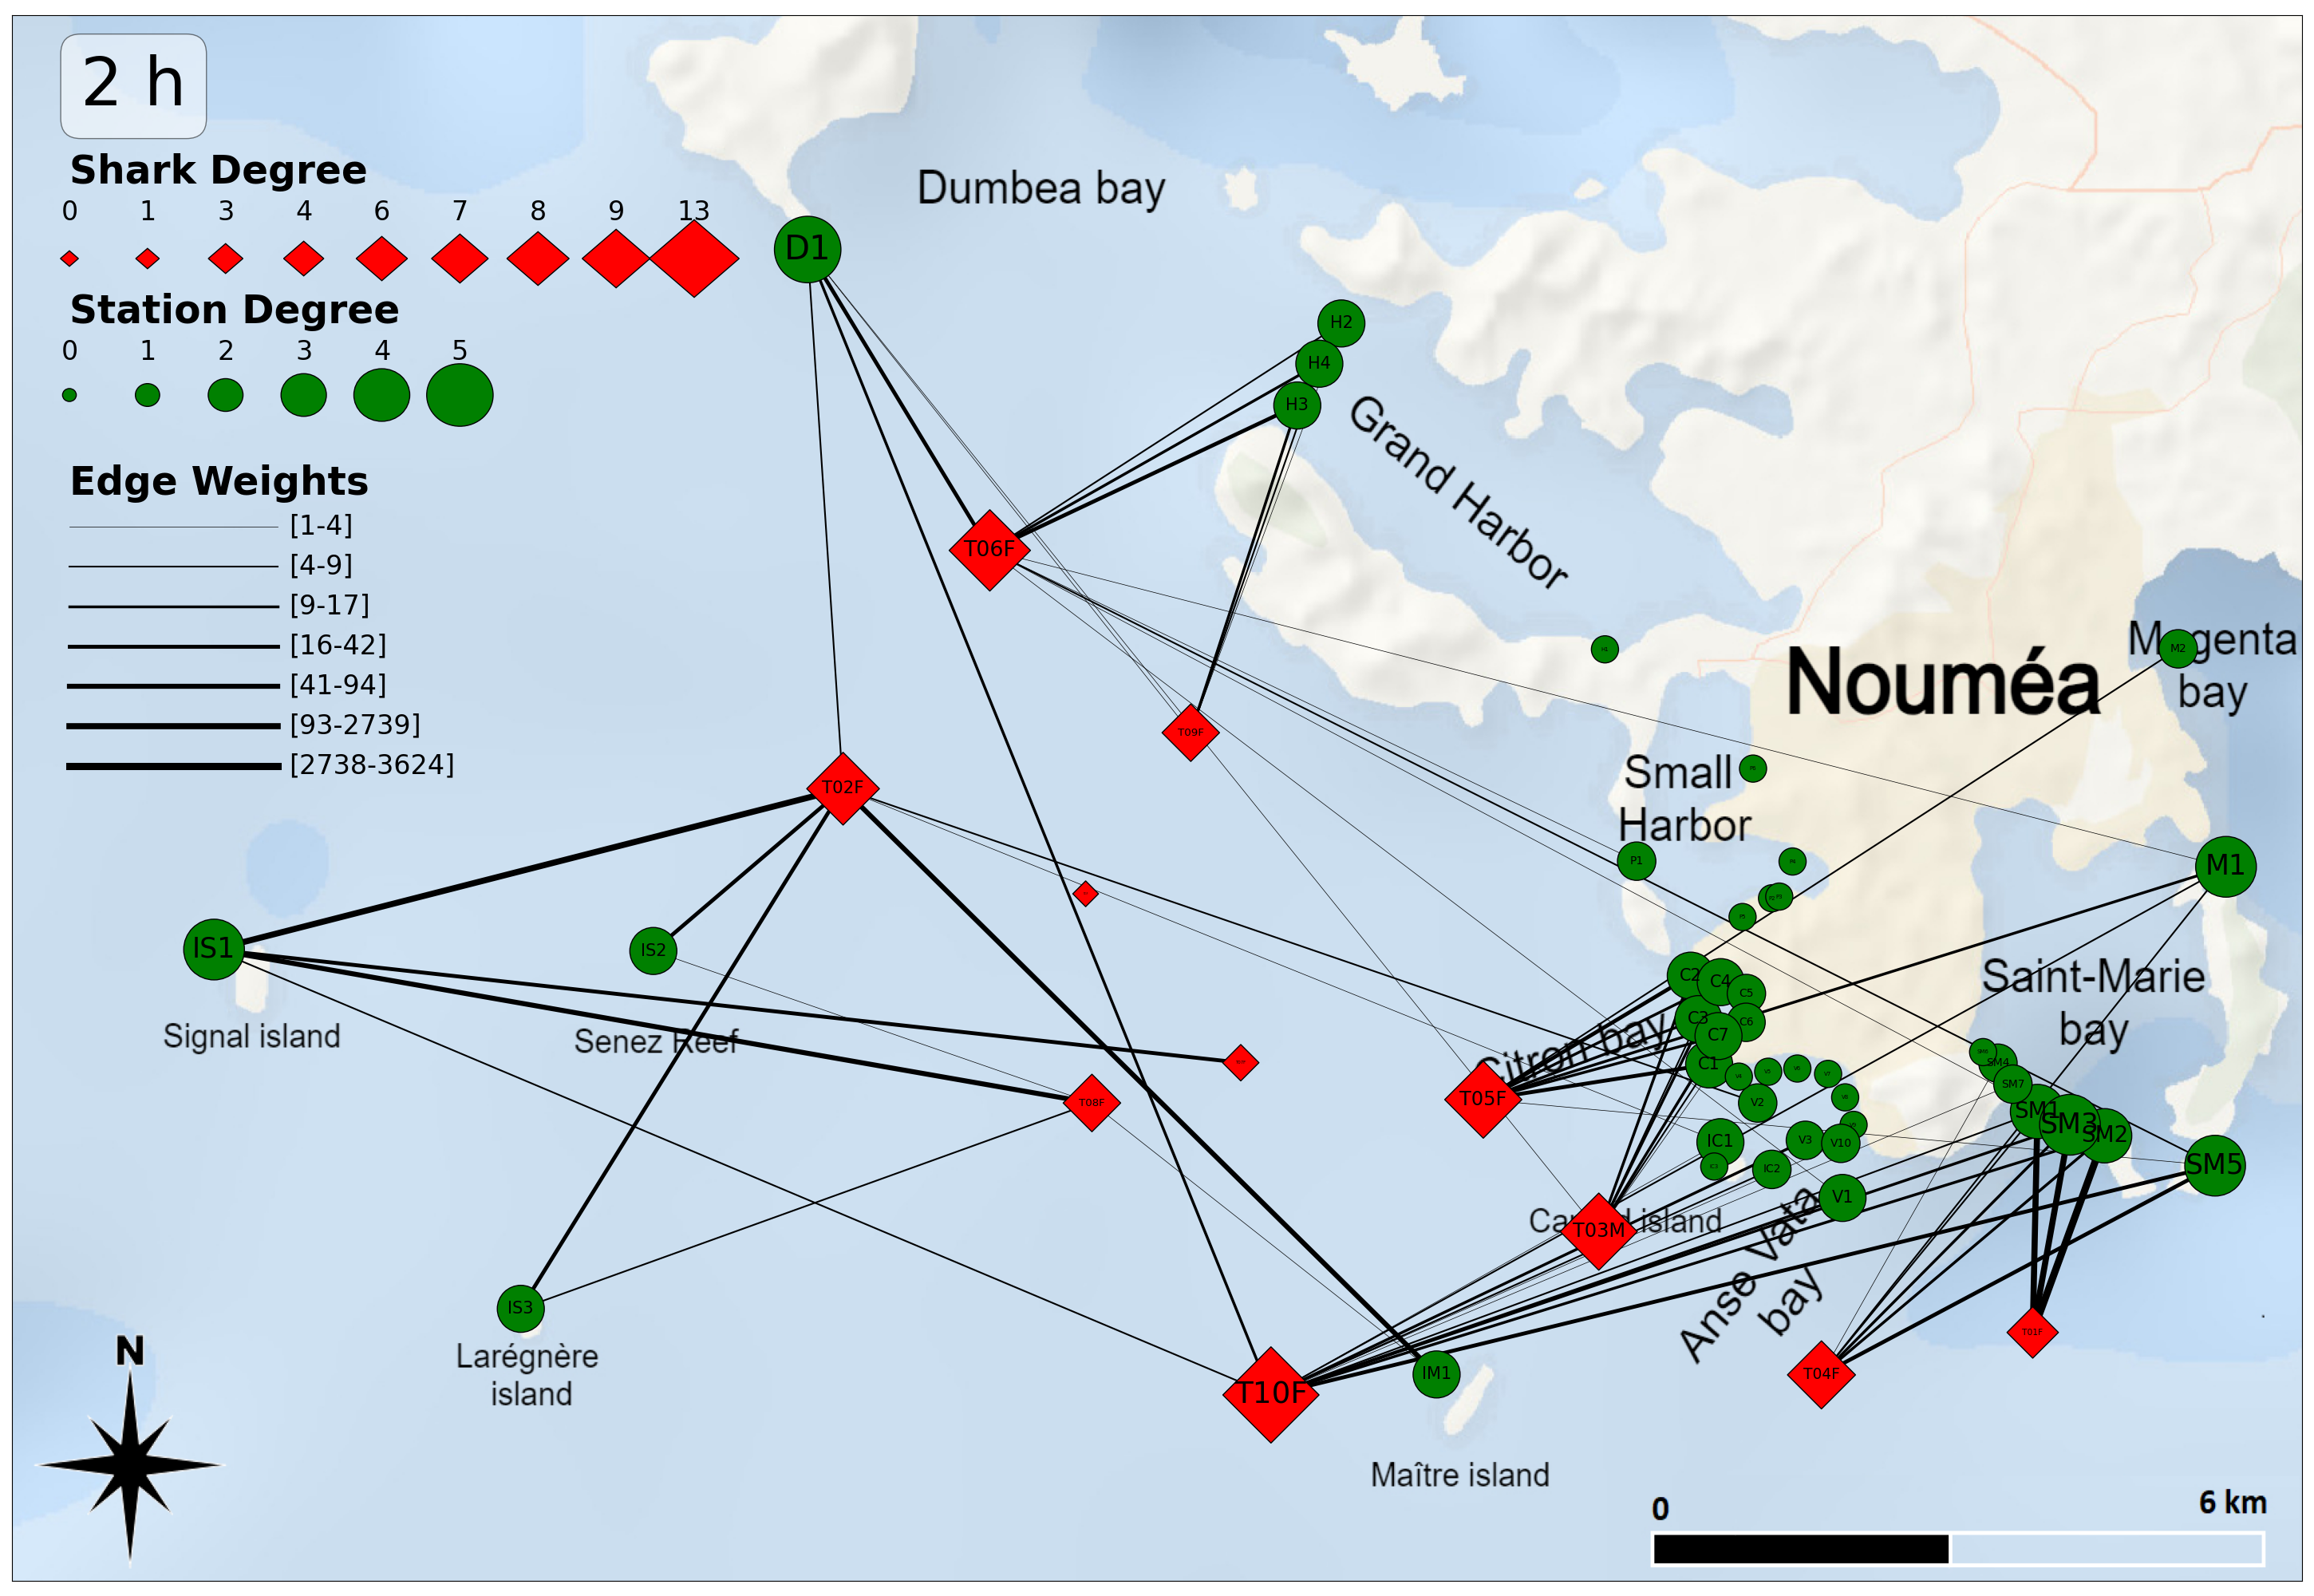 2 h
Shark Degree
0 1 3 4 6 7 8 9 13
Station Degree
0 1 2 3 4 5
Edge Weights
[1-4]
[4-9]
[9-17]
[16-42]
[41-94]
[93-2739]
[2738-3624]
Dumbea bay
D1
H2
H4
H3
Grand Harbor
T06F
Nouméa
Magenta
bay
M2
T09F
T02F
Small
Harbor
P1
M1
IS1
IS2
Signal island
Senez Reef
Saint-Marie
bay
C2
C4
C5
C3
C6
C7
C1
Citron bay
T05F
T08F
V2
IC1
V3
V10
IC2
V1
SM4
SM7
SM1
SM3
SM2
SM5
T03M
island
Anse Vata
bay
IS3
Larégnère
island
T10F
IM1
T04F
T01F
Maître island
N
0
6 km